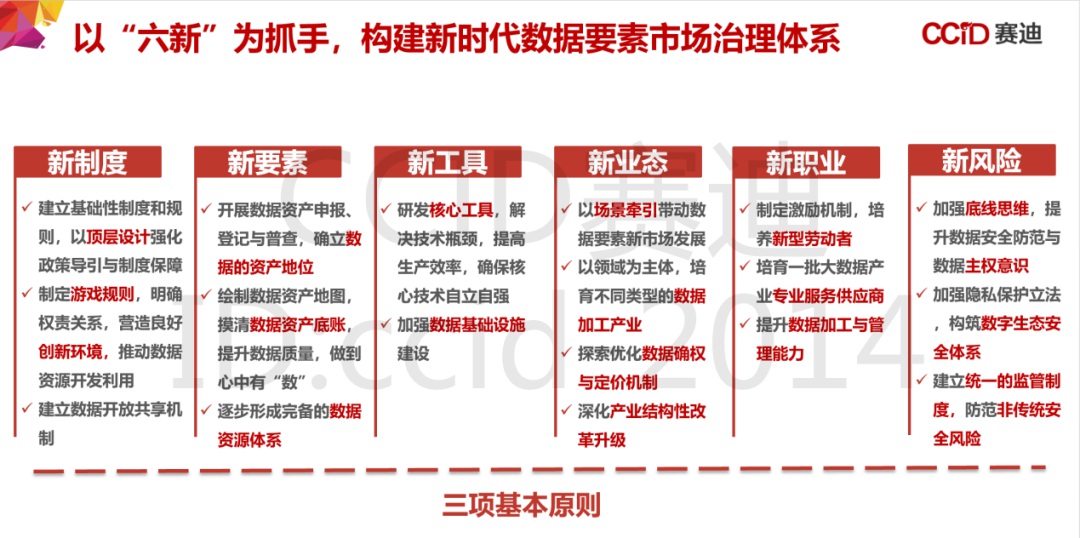 以“六新”为抓手，构建新时代数据要素市场治理体系
CCiD 赛迪
新制度
建立基础性制度和规
则，以顶层设计强化
政策导引与制度保障
制定游戏规则，明确
权责关系，营造良好
创新环境，推动数据
资源开发利用
建立数据开放共享机
制
新要素
开展数据资产申报、
登记与普查，确立数
据的资产地位
绘制数据资产地图，
摸清数据资产底账，
提升数据质量，做到
心中有“数”
逐步形成完备的数据
资源体系
新工具
研发核心工具，解
决技术瓶颈，提高
生产效率，确保核
心技术自立自强
加强数据基础设施
建设
新业态
以场景牵引带动数
据要素新市场发展
以领域为主体，培
育不同类型的数据
加工产业
探索优化数据确权
与定价机制
深化产业结构性改
革升级
新职业
制定激励机制，培
养新型劳动者
培育一批大数据产
业专业服务供应商
提升数据加工与管
理能力
新风险
加强底线思维，提
升数据安全防范与
数据主权意识
加强隐私保护立法
，构筑数字生态安
全体系
建立统一的监管制
度，防范非传统安
全风险
三项基本原则
CCiD 赛迪
ID:ccid_2014